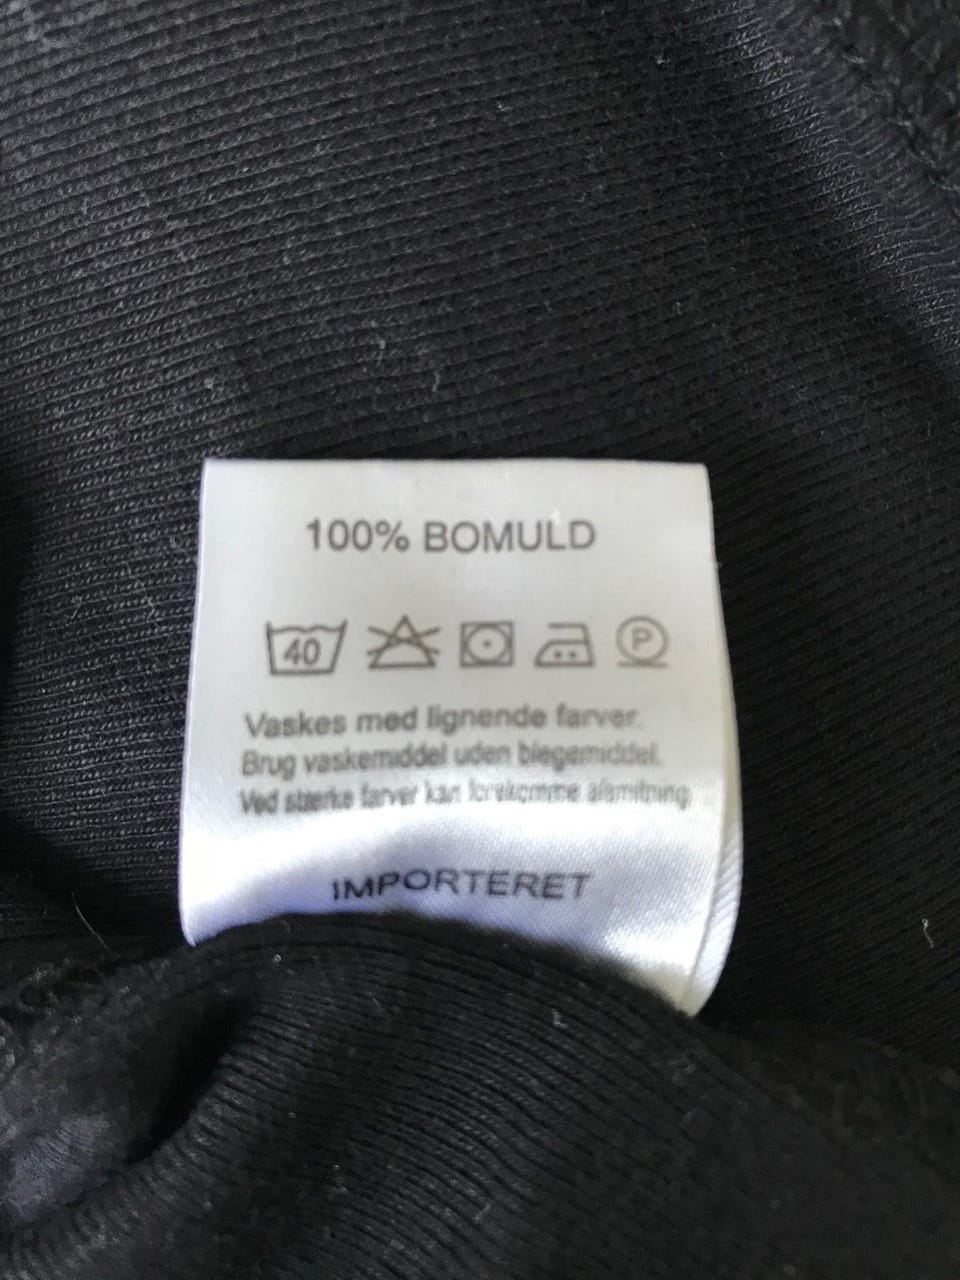 100% BOMULD
40 P
Vaskes med lignende farver.
Brug vaskemiddel uden blegemiddel.
Ved stærke farver kan forekomme afsmitning
IMPORTERET